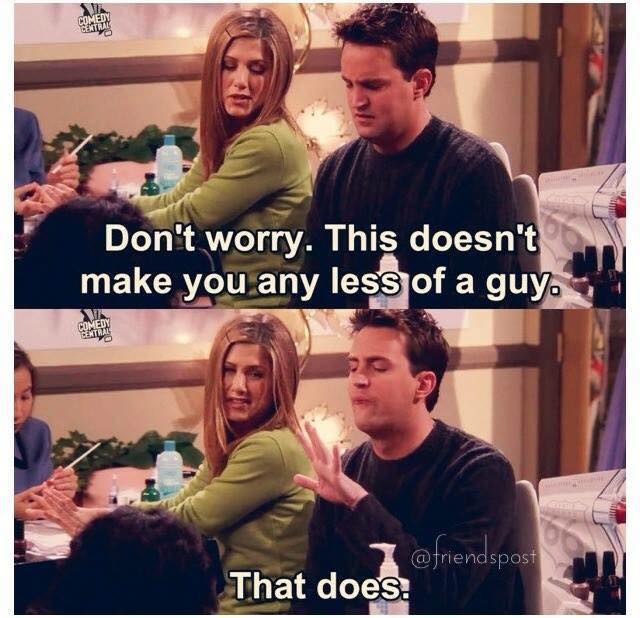 COMEDY
CENTRAL
Don't worry. This doesn't
make you any less of a guy.
COMEDY
CENTRAL
@friendspost
That does.